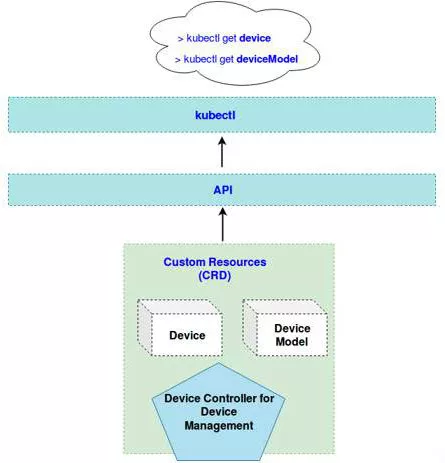 > kubectl get device
> kubectl get deviceModel
kubectl
API
Custom Resources
(CRD)
Device
Device
Model
Device Controller for
Device
Management